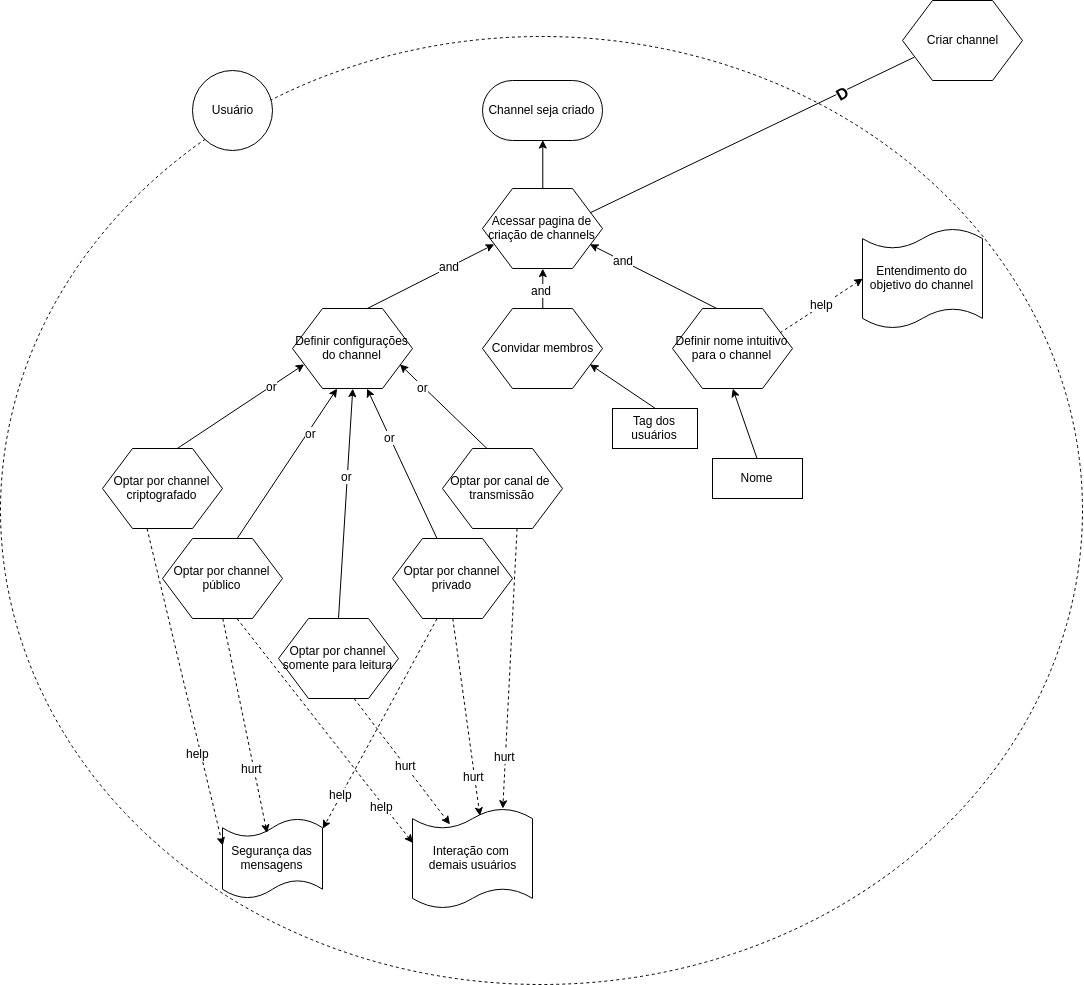 Criar channel
D
Usuário
Channel seja criado
Acessar pagina de
criação de channels
and
and
and
Entendimento do
objetivo do channel
help
Definir configurações
do channel
Convidar membros
Definir nome intuitivo
para o channel
or
or
or
or
or
Tag dos
usuários
Nome
Optar por channel
criptografado
Optar por canal de
transmissão
Optar por channel
público
Optar por channel
privado
Optar por channel
somente para leitura
help
hurt
hurt
hurt
hurt
help
help
Segurança das
mensagens
Interação com
demais usuários